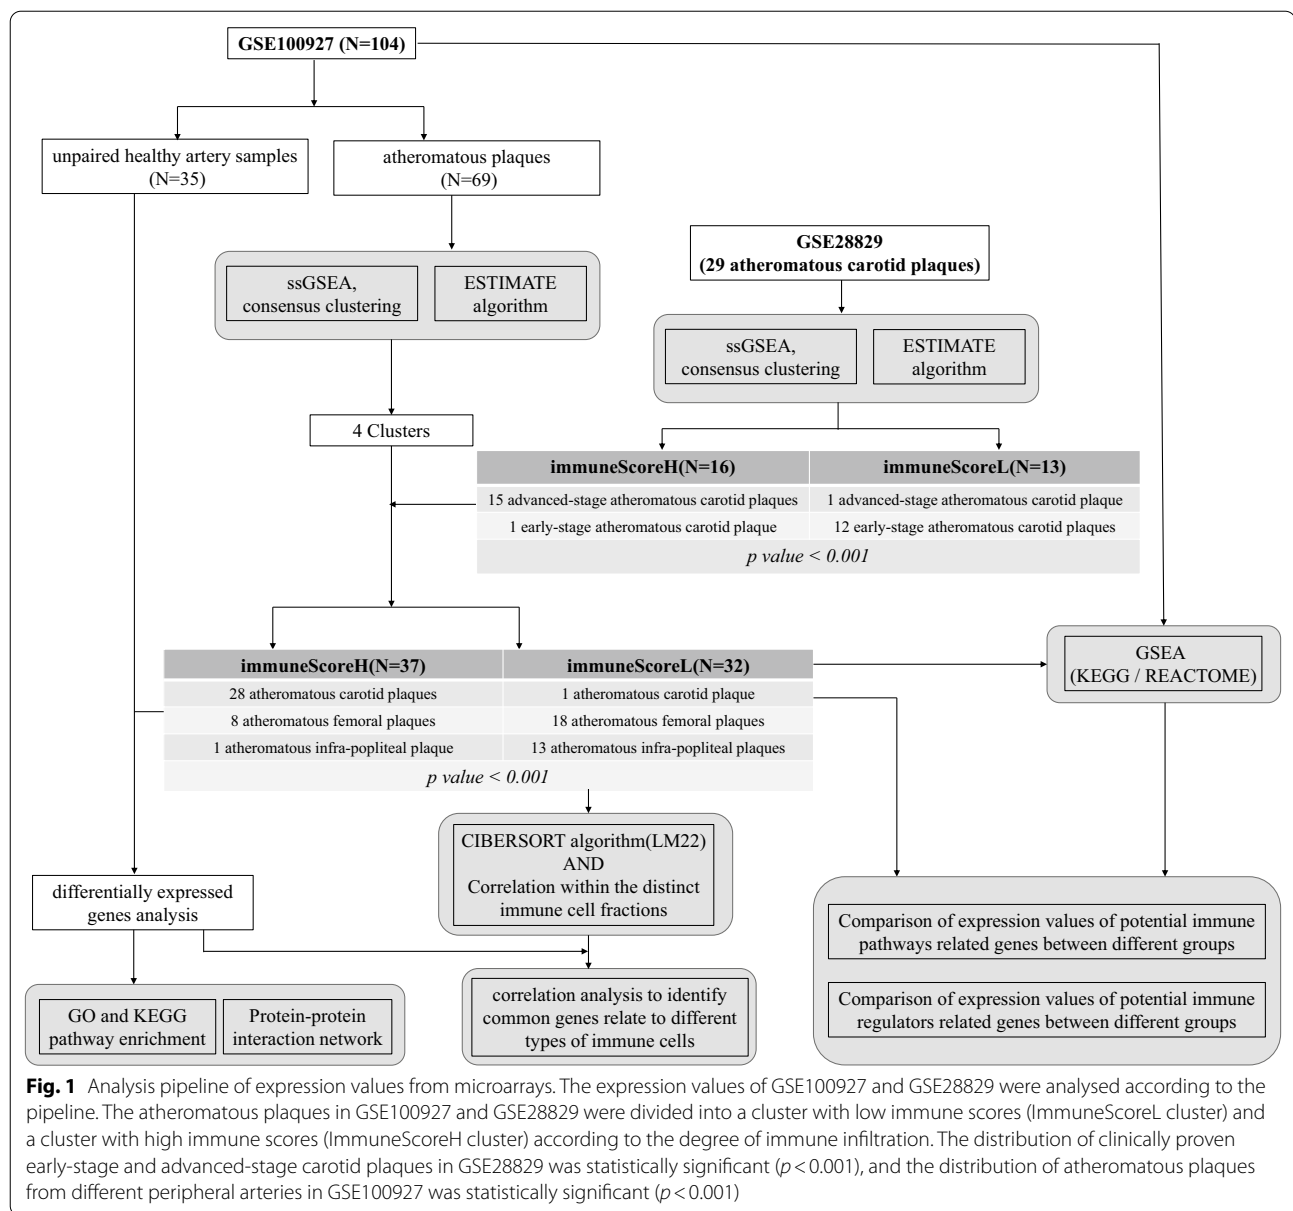 GSE100927 (N=104)
unpaired healthy artery samples
(N=35)
atheromatous plaques
(N=69)
GSE28829
(29 atheromatous carotid plaques)
ssGSEA,
consensus clustering
ESTIMATE
algorithm
ssGSEA,
consensus clustering
ESTIMATE
algorithm
4 Clusters
immuneScoreH(N=16) immuneScoreL(N=13)
15 advanced-stage atheromatous carotid plaques 1 advanced-stage atheromatous carotid plaque
1 early-stage atheromatous carotid plaque 12 early-stage atheromatous carotid plaques
p value < 0.001
immuneScoreH(N=37) immuneScoreL(N=32)
28 atheromatous carotid plaques 1 atheromatous carotid plaque
8 atheromatous femoral plaques 18 atheromatous femoral plaques
1 atheromatous infra-popliteal plaque 13 atheromatous infra-popliteal plaques
p value < 0.001
GSEA
(KEGG / REACTOME)
CIBERSORT algorithm(LM22)
AND
Correlation within the distinct
immune cell fractions
differentially expressed
genes analysis
Comparison of expression values of potential immune
pathways related genes between different groups
Comparison of expression values of potential immune
regulators related genes between different groups
GO and KEGG
pathway enrichment
Protein-protein
interaction network
correlation analysis to identify
common genes relate to different
types of immune cells
Fig. 1 Analysis pipeline of expression values from microarrays. The expression values of GSE100927 and GSE28829 were analysed according to the
pipeline. The atheromatous plaques in GSE100927 and GSE28829 were divided into a cluster with low immune scores (ImmuneScoreL cluster) and
a cluster with high immune scores (ImmuneScoreH cluster) according to the degree of immune infiltration. The distribution of clinically proven
early-stage and advanced-stage carotid plaques in GSE28829 was statistically significant (p < 0.001), and the distribution of atheromatous plaques
from different peripheral arteries in GSE100927 was statistically significant (p < 0.001)